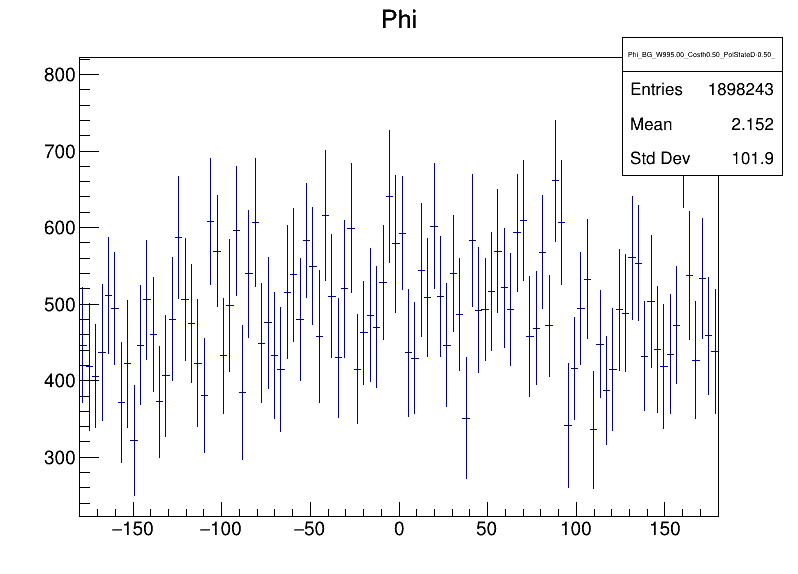 Phi
Phi_BG_W995.00_Costh0.50_PolStateD-0.50_
Entries 1898243
Mean 2.152
Std Dev 101.9
800
700
600
500
400
300
−150 −100 −50 0 50 100 150